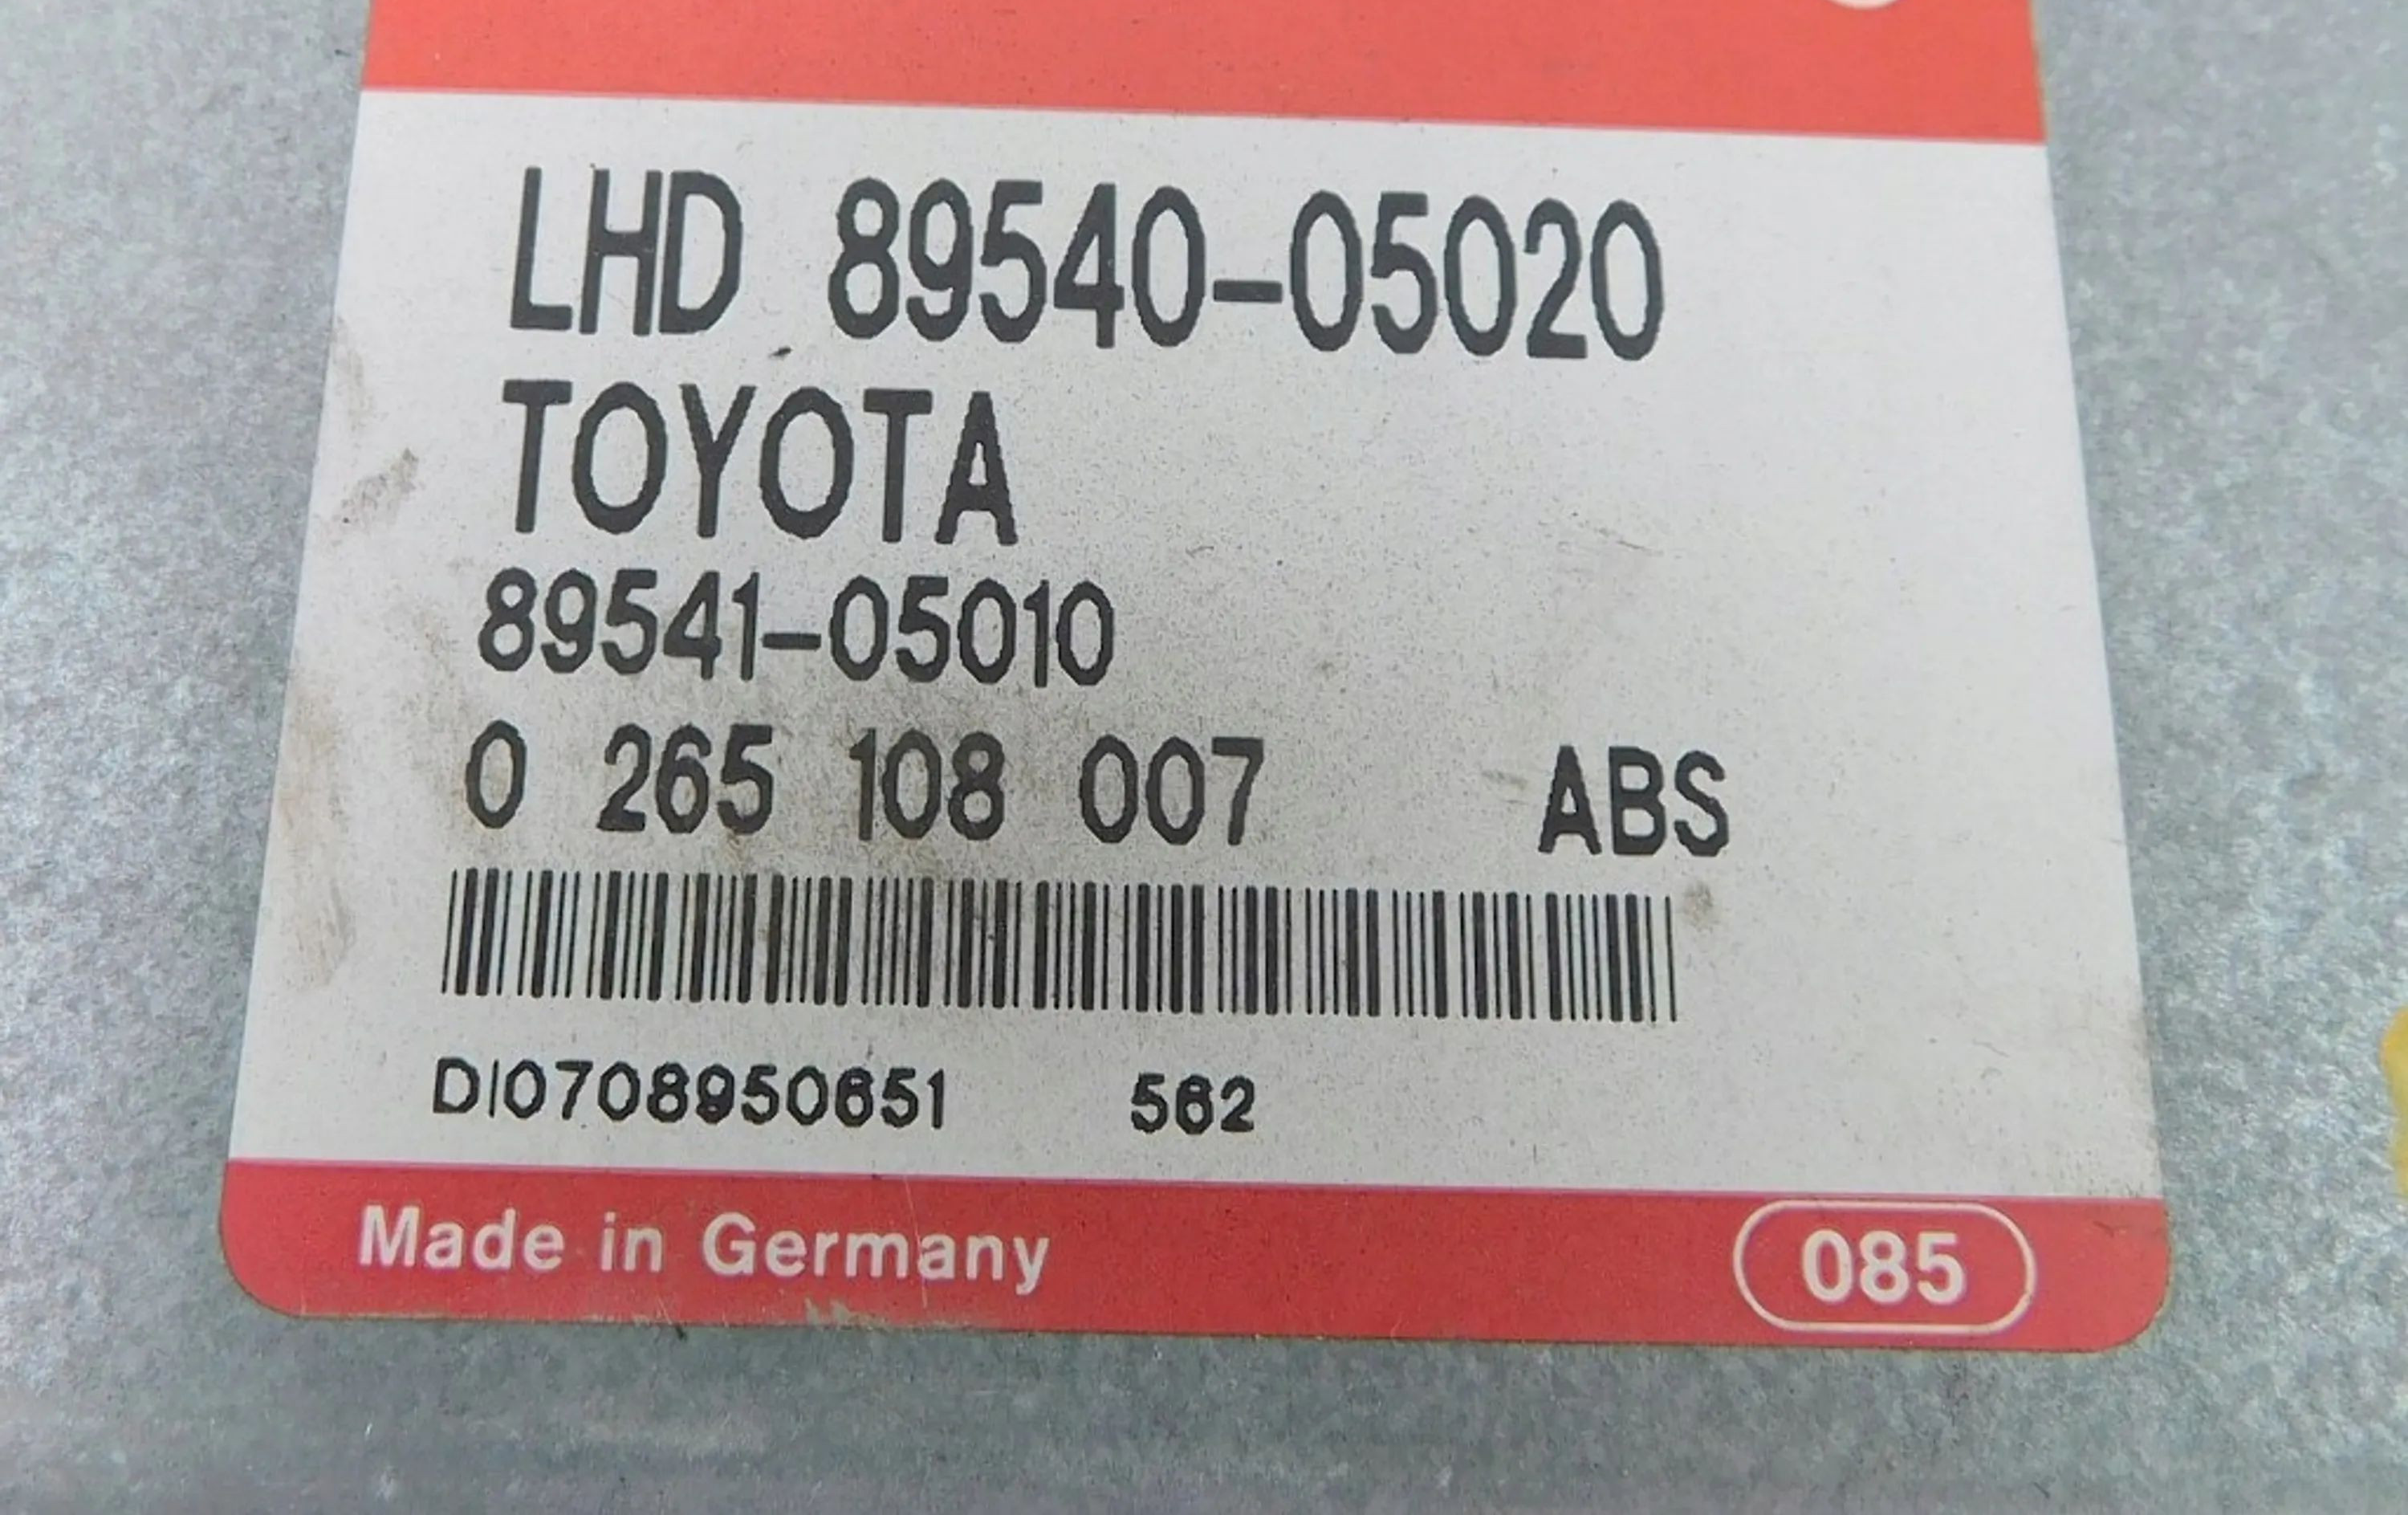 LHD 89540-05020
TOYOTA
89541-05010
0 265 108 007 ABS
DI0708950651 562
Made in Germany 085